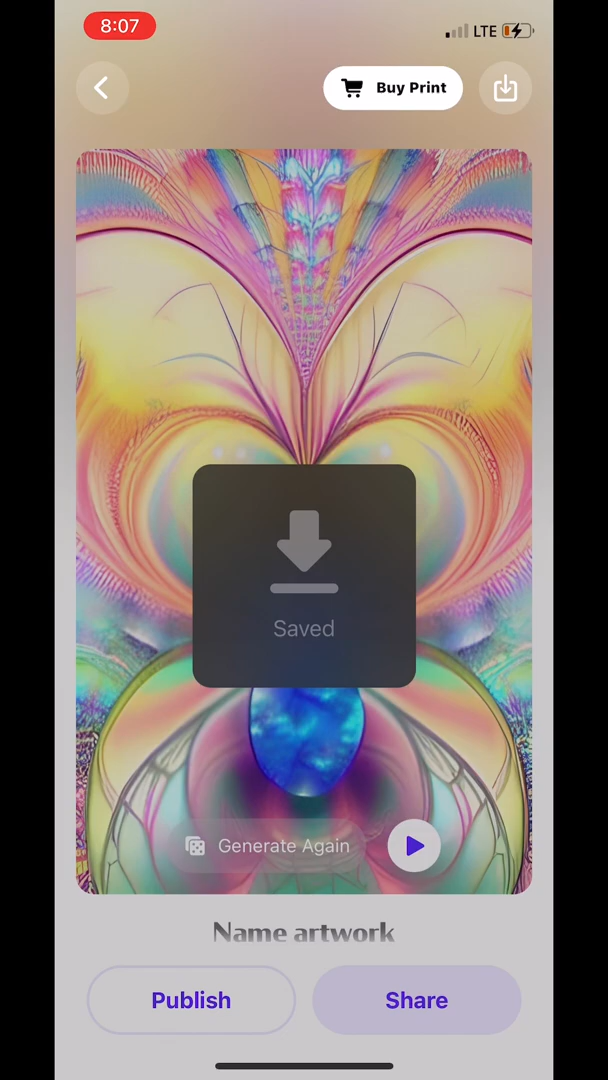 8:07
LTE
Buy Print
Saved
Generate Again
Name artwork
Publish
Share